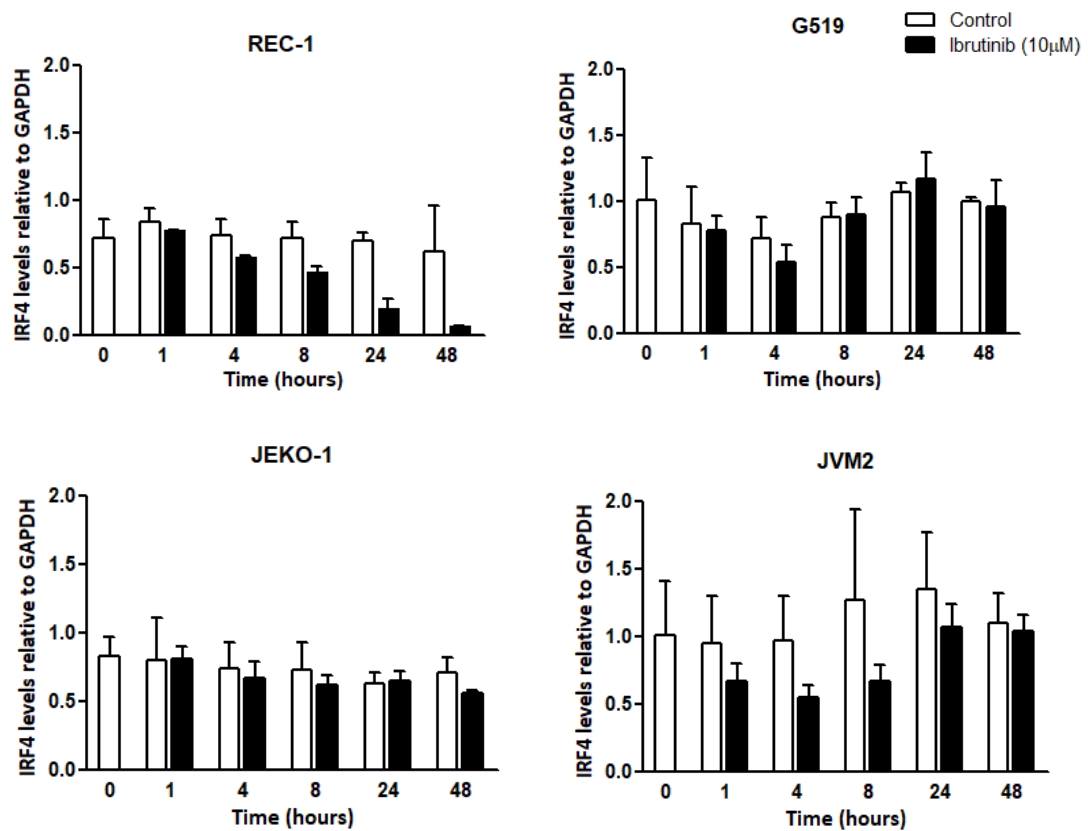 REC-1
IRF4 levels relative to GAPDH
2.0
1.5
1.0
0.5
0.0
0 1 4 8 24 48
Time (hours)
G519
Control
Ibrutinib (10μM)
IRF4 levels relative to GAPDH
2.0
1.5
1.0
0.5
0.0
0 1 4 8 24 48
Time (hours)
JEKO-1
IRF4 levels relative to GAPDH
2.0
1.5
1.0
0.5
0.0
0 1 4 8 24 48
Time (hours)
JVM2
IRF4 levels relative to GAPDH
2.0
1.5
1.0
0.5
0.0
0 1 4 8 24 48
Time (hours)